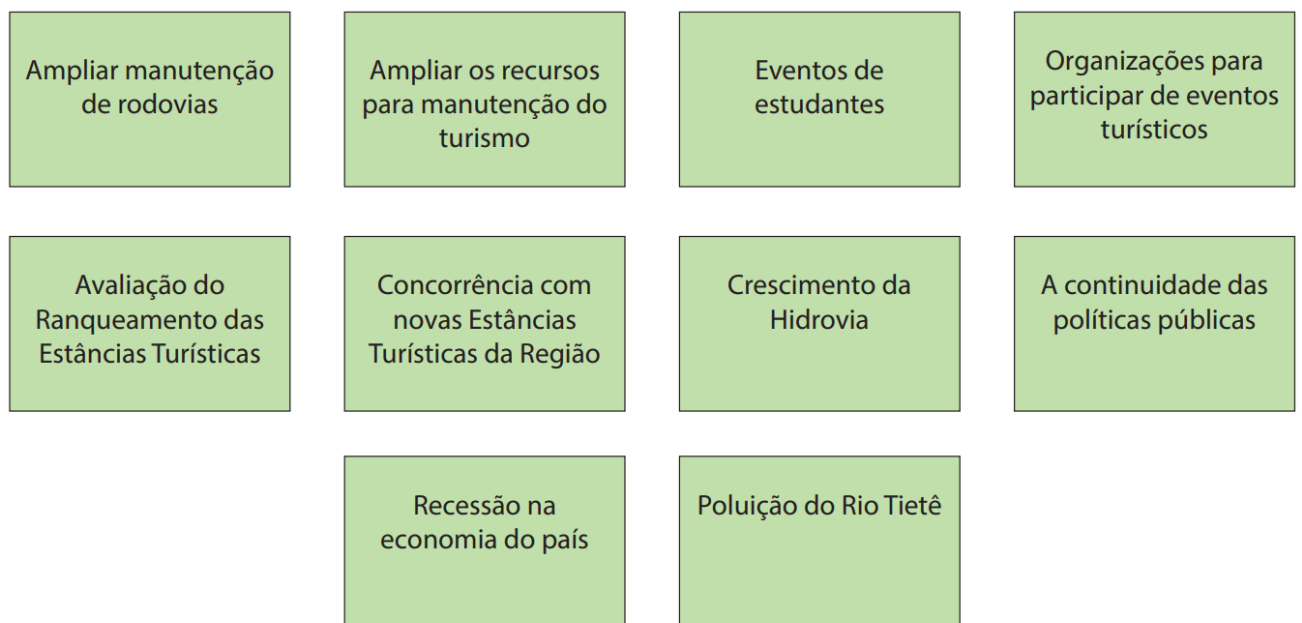 Ampliar manutenção
de rodovias
Ampliar os recursos
para manutenção do
turismo
Eventos de
estudantes
Organizações para
participar de eventos
turísticos
Avaliação do
Ranqueamento das
Estâncias Turísticas
Concorrência com
novas Estâncias
Turísticas da Região
Crescimento da
Hidrovia
A continuidade das
políticas públicas
Recessão na
economia do país
Poluição do Rio Tietê